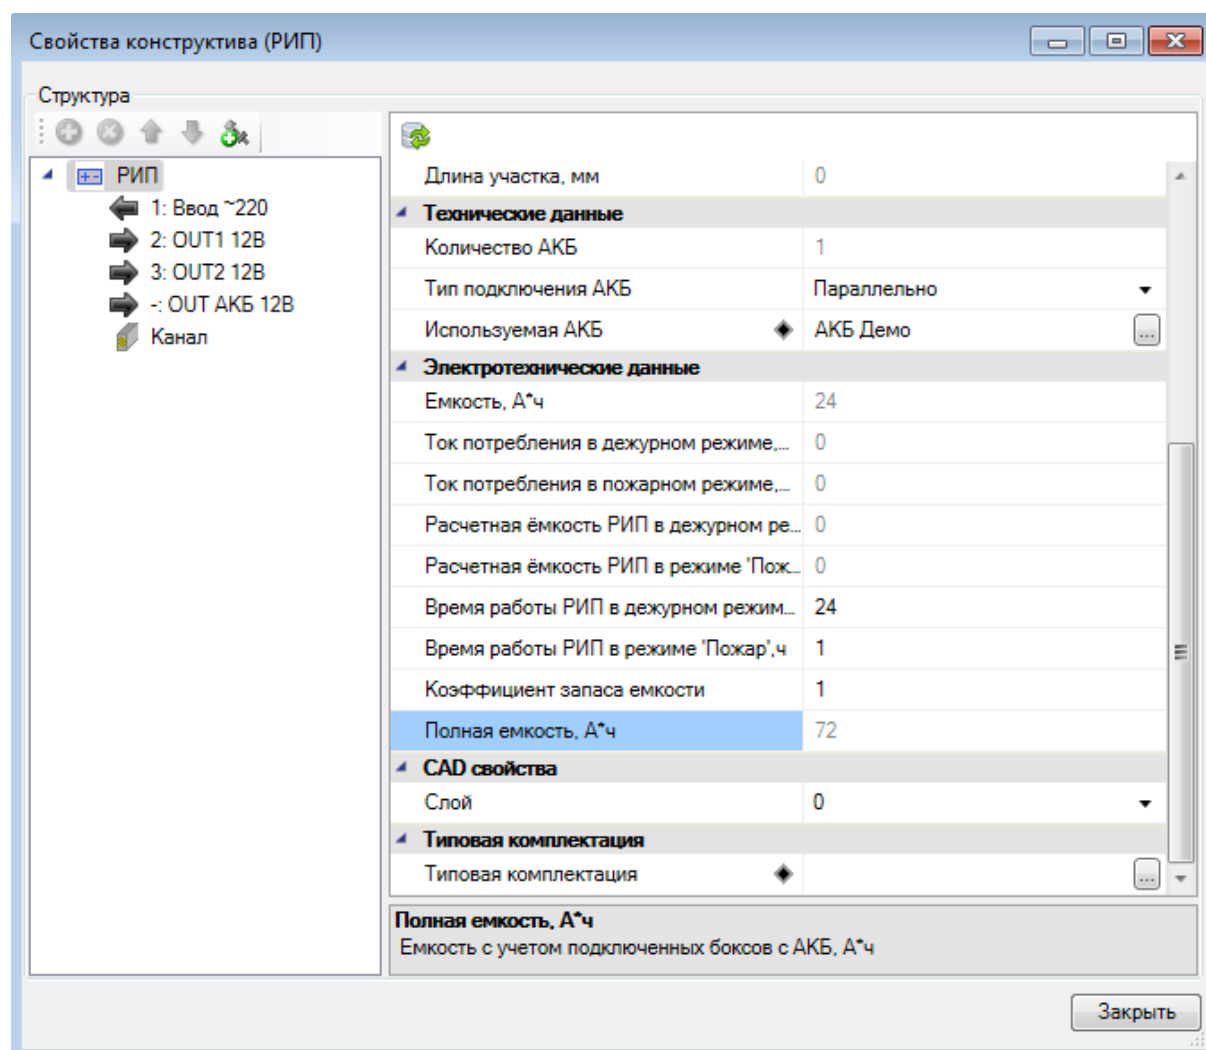 Свойства конструктива (РИП)
Структура
РИП
1: Ввод ~220
2: OUT1 12В
3: OUT2 12В
-: OUT АКБ 12В
Канал
Длина участка, мм 0
Технические данные
Количество АКБ 1
Тип подключения АКБ Параллельно
Используемая АКБ АКБ Демо ...
Электротехнические данные
Емкость, А*ч 24
Ток потребления в дежурном режиме,... 0
Ток потребления в пожарном режиме,... 0
Расчетная ёмкость РИП в дежурном ре... 0
Расчетная ёмкость РИП в режиме 'Пож... 0
Время работы РИП в дежурном режим... 24
Время работы РИП в режиме 'Пожар',ч 1
Коэффициент запаса емкости 1
Полная емкость, А*ч 72
CAD свойства
Слой 0
Типовая комплектация
Типовая комплектация ...
Полная емкость, А*ч
Емкость с учетом подключенных боксов с АКБ, А*ч
Закрыть